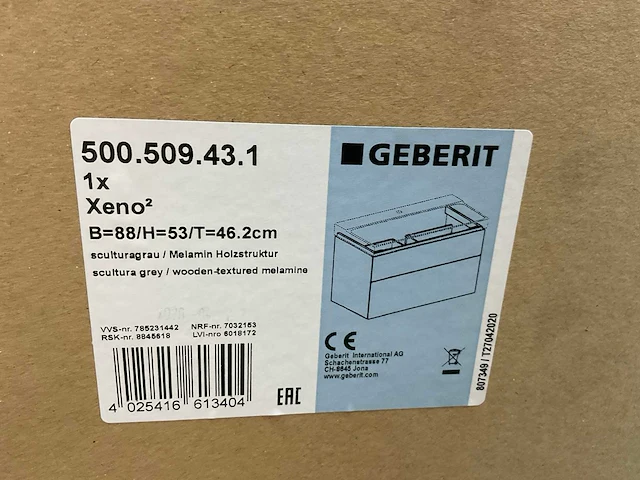 500.509.43.1
1x
Xeno²
B=88/H=53/T=46.2cm
sculturagrau / Melamin Holzstruktur
scultura grey / wooden-textured melamine
VVS-nr. 785231442 NRF-nr. 7032153
RSK-nr. 8845518 LVI-nro 6018172
4 025416 613404
EAC
GEBERIT
CE
Geberit International AG
Schachenstrasse 77
CH-8645 Jona
www.geberit.com
807349 / T27042020